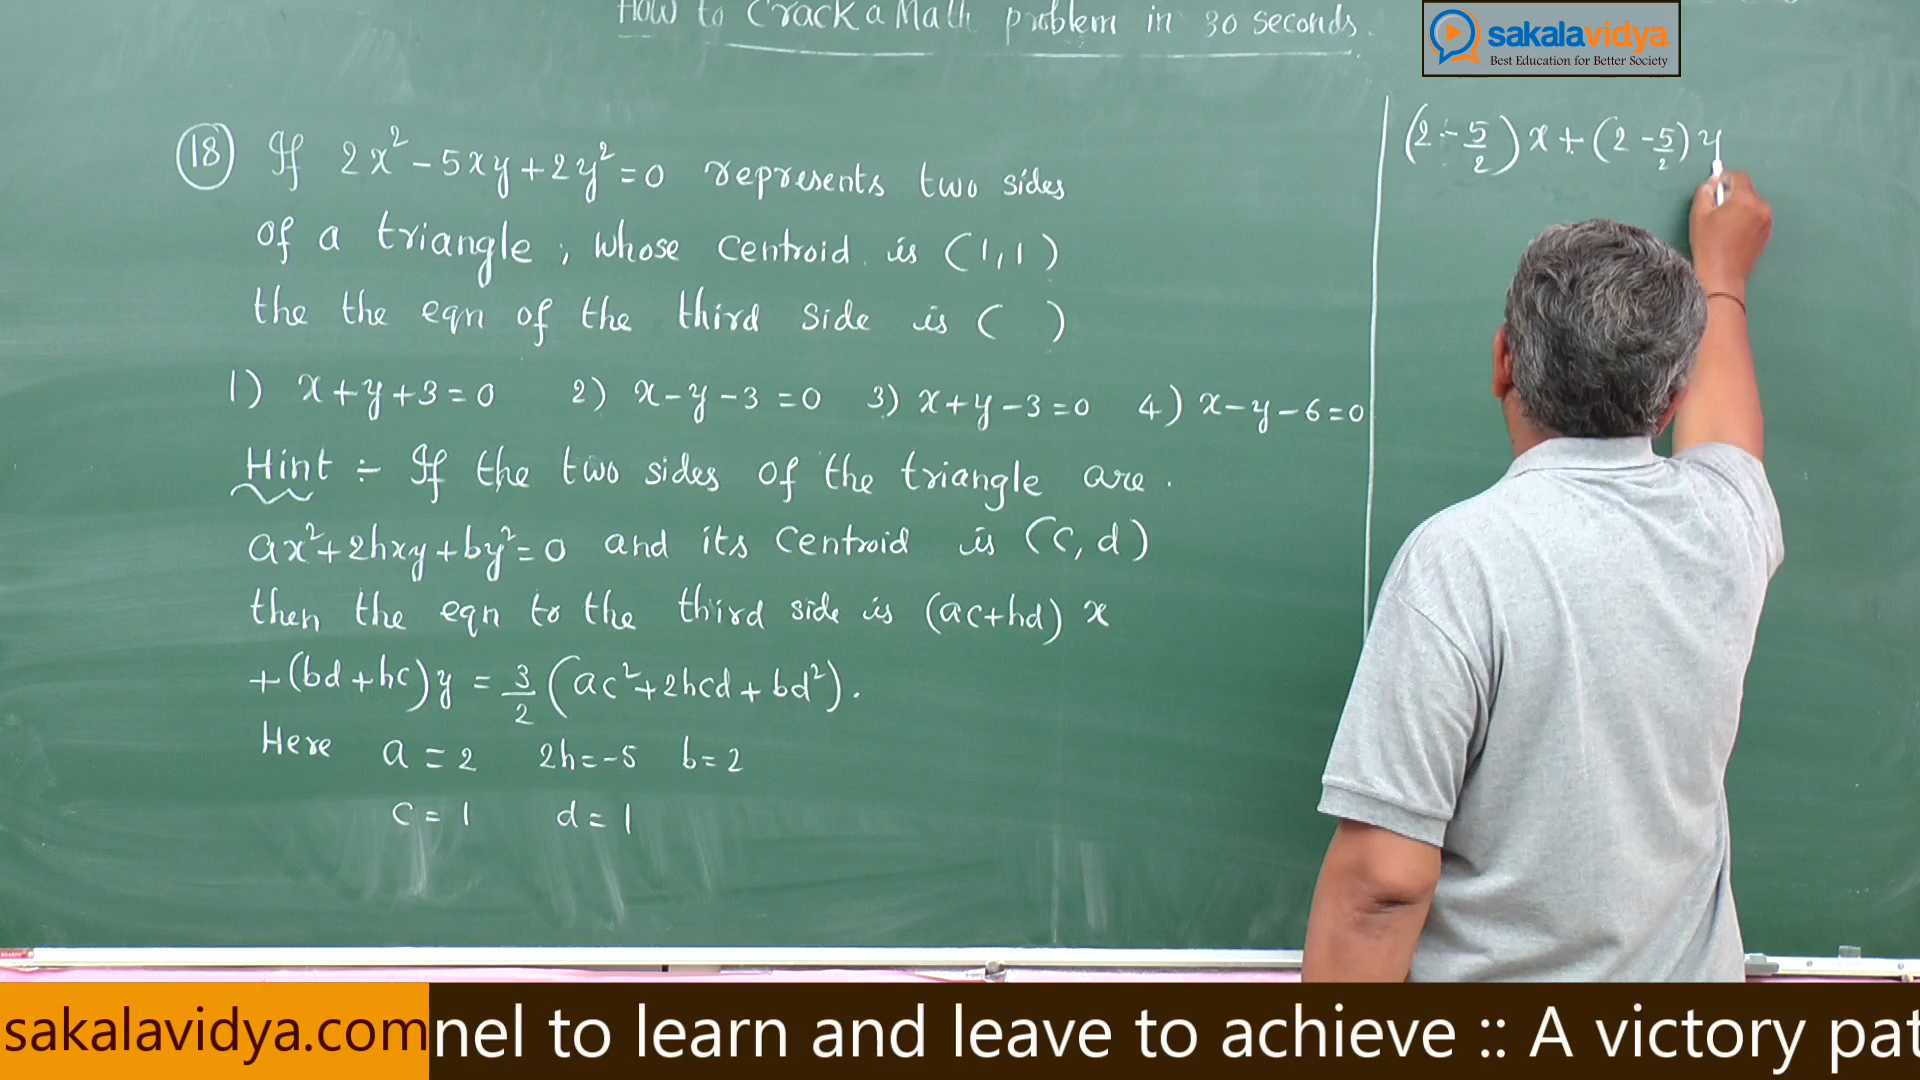 How to Crack a Math problem in 30 seconds.
sakalavidya
Best Education for Better Society
18 If 2x² - 5xy + 2y² = 0 represents two sides
of a triangle, whose centroid is (1,1)
the the eqn of the third side is ( )
1) x+y+3=0 2) x-y-3=0 3) x+y-3=0 4) x-y-6=0
Hint :- If the two sides of the triangle are.
ax²+2hxy+by²=0 and its centroid is (c,d)
then the eqn to the third side is (ac+hd) x
+(bd+hc)y = 3/2 (ac²+2hcd+bd²).
Here a = 2 2h=-5 b=2
c = 1 d = 1
(2 - 5/2) x + (2 - 5/2) y
sakalavidya.com nel to learn and leave to achieve :: A victory pat